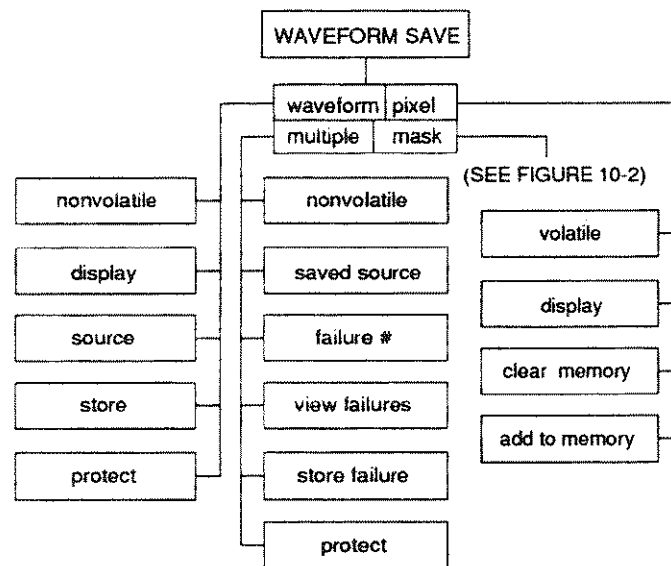 WAVEFORM SAVE
waveform pixel
multiple mask
(SEE FIGURE 10-2)
nonvolatile
display
source
store
protect
nonvolatile
saved source
failure #
view failures
store failure
protect
volatile
display
clear memory
add to memory